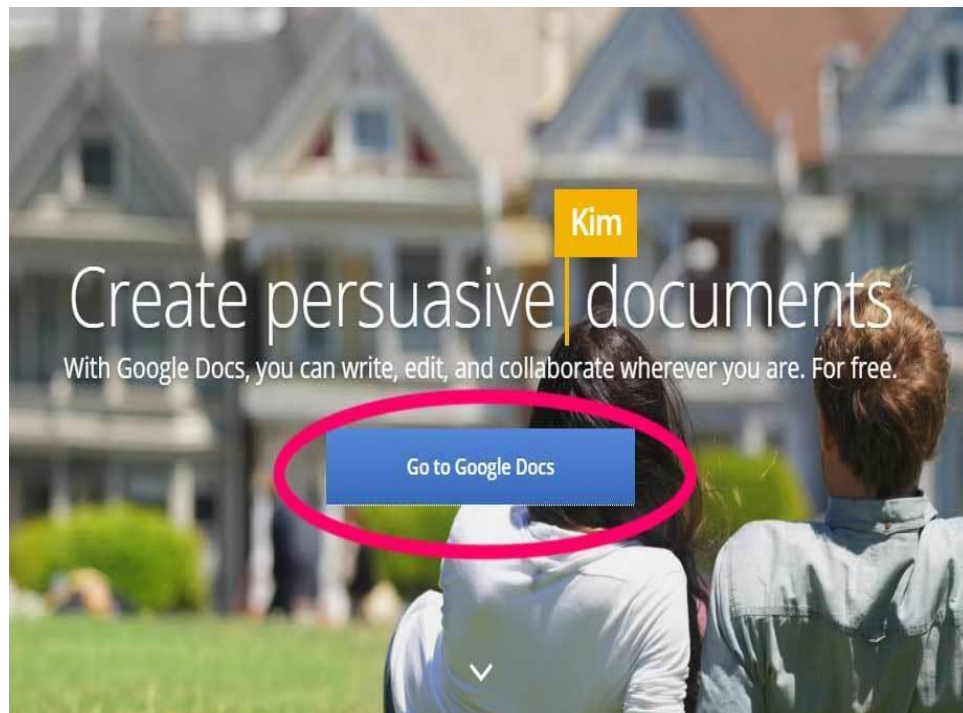 Kim
Create persuasive documents
With Google Docs, you can write, edit, and collaborate wherever you are. For free.
Go to Google Docs